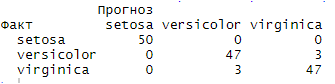 Прогноз
Факт setosa versicolor virginica
setosa 50 0 0
versicolor 0 47 3
virginica 0 3 47